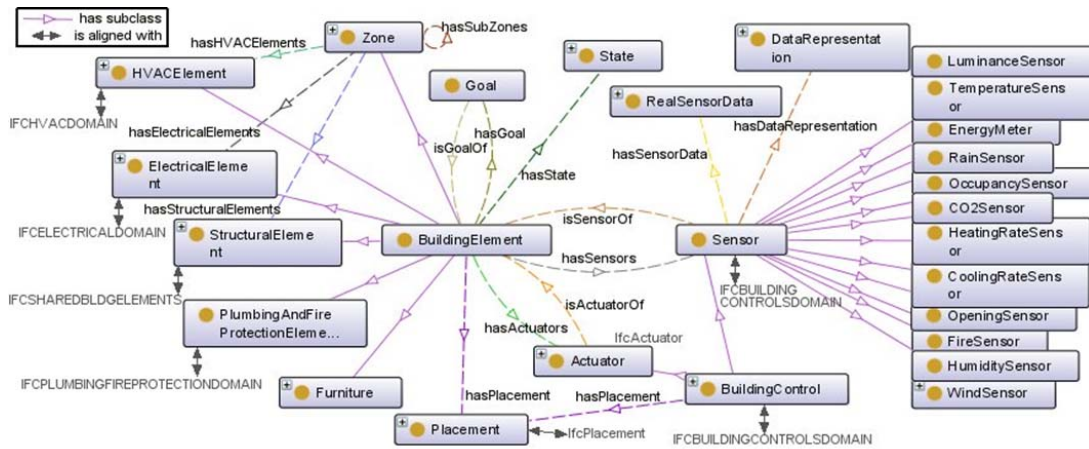 has subclass
is aligned with
Zone
hasSubZones
hasHVACElements
HVACElement
IFCHVACDOMAIN
Goal
State
DataRepresentat
ion
RealSensorData
hasElectricalElements
isGoalOf
hasGoal
hasSensorData
hasDataRepresentation
hasState
ElectricalEleme
nt
IFCELECTRICALDOMAIN
hasStructuralElements
StructuralEleme
nt
IFCSHAREDBLDGELEMENTS
BuildingElement
isSensorOf
hasSensors
Sensor
IFCBUILDING
CONTROLSDOMAIN
isActuatorOf
hasActuators
IfcActuator
PlumbingAndFire
ProtectionEleme...
IFCPLUMBINGFIREPROTECTIONDOMAIN
Furniture
Actuator
BuildingControl
hasPlacement
hasPlacement
Placement
IfcPlacement
IFCBUILDINGCONTROLSDOMAIN
LuminanceSensor
TemperatureSens
or
EnergyMeter
RainSensor
OccupancySensor
CO2Sensor
HeatingRateSens
or
CoolingRateSens
or
OpeningSensor
FireSensor
HumiditySensor
WindSensor